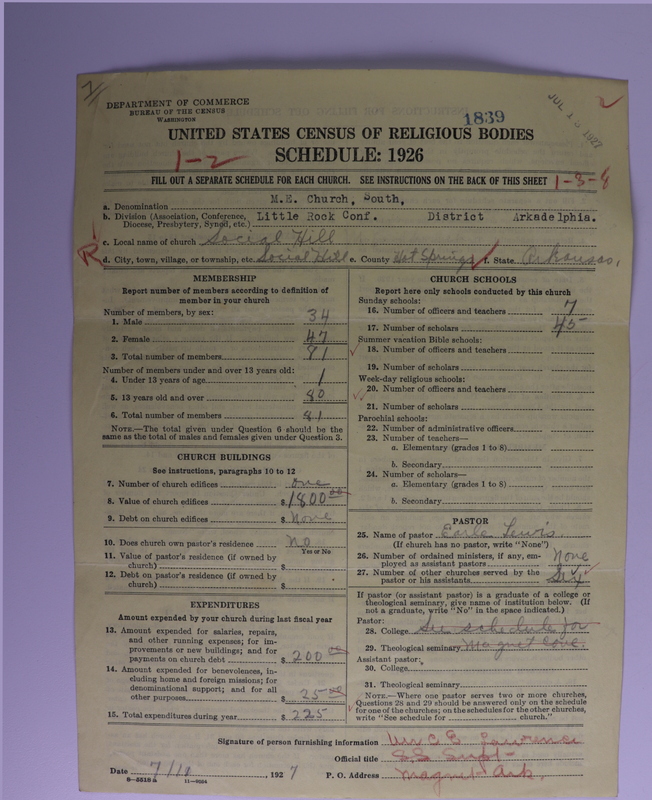 DEPARTMENT OF COMMERCE
BUREAU OF THE CENSUS
WASHINGTON
1839
JUL 1 1927
UNITED STATES CENSUS OF RELIGIOUS BODIES
1-2
SCHEDULE: 1926
FILL OUT A SEPARATE SCHEDULE FOR EACH CHURCH. SEE INSTRUCTIONS ON THE BACK OF THIS SHEET 1-3-8
a. Denomination M.E. Church, South,
b. Division (Association, Conference, Diocese, Presbytery, Synod, etc.) Little Rock Conf. District Arkadelphia.
c. Local name of church Social Hill
R d. City, town, village, or township, etc. Social Hill e. County Hot Springs f. State Arkansas,
MEMBERSHIP
Report number of members according to definition of
member in your church
Number of members, by sex:
1. Male 34
2. Female 47
3. Total number of members 81
Number of members under and over 13 years old:
4. Under 13 years of age 1
5. 13 years old and over 80
6. Total number of members 81
NOTE.—The total given under Question 6 should be the
same as the total of males and females given under Question 3.
CHURCH BUILDINGS
See instructions, paragraphs 10 to 12
7. Number of church edifices one
8. Value of church edifices $ 1800 00
9. Debt on church edifices $ None
10. Does church own pastor's residence No
Yes or No
11. Value of pastor's residence (if owned by
church) $
12. Debt on pastor's residence (if owned by
church) $
EXPENDITURES
Amount expended by your church during last fiscal year
13. Amount expended for salaries, repairs,
and other running expenses; for im-
provements or new buildings; and for
payments on church debt $ 200 00
14. Amount expended for benevolences, in-
cluding home and foreign missions; for
denominational support; and for all
other purposes $ 25 00
15. Total expenditures during year $ 225
CHURCH SCHOOLS
Report here only schools conducted by this church
Sunday schools:
16. Number of officers and teachers 7
17. Number of scholars 45
Summer vacation Bible schools:
18. Number of officers and teachers
19. Number of scholars
Week-day religious schools:
20. Number of officers and teachers
21. Number of scholars
Parochial schools:
22. Number of administrative officers
23. Number of teachers—
a. Elementary (grades 1 to 8)
b. Secondary
24. Number of scholars—
a. Elementary (grades 1 to 8)
b. Secondary
PASTOR
25. Name of pastor Earle Lewis
(If church has no pastor, write "None")
26. Number of ordained ministers, if any, em-
ployed as assistant pastors None
27. Number of other churches served by the
pastor or his assistants Six
If pastor (or assistant pastor) is a graduate of a college or
theological seminary, give name of institution below. (If
not a graduate, write "No" in the space indicated.)
Pastor:
28. College See schedule for
29. Theological seminary Magnet Cove.
Assistant pastor:
30. College
31. Theological seminary
NOTE.—Where one pastor serves two or more churches,
Questions 28 and 29 should be answered only on the schedule
for one of the churches; on the schedules for the other churches,
write "See schedule for church."
Signature of person furnishing information Lawrence
Official title S.S. Supt-
Date 7/11 1927 P. O. Address Magnet Ark.